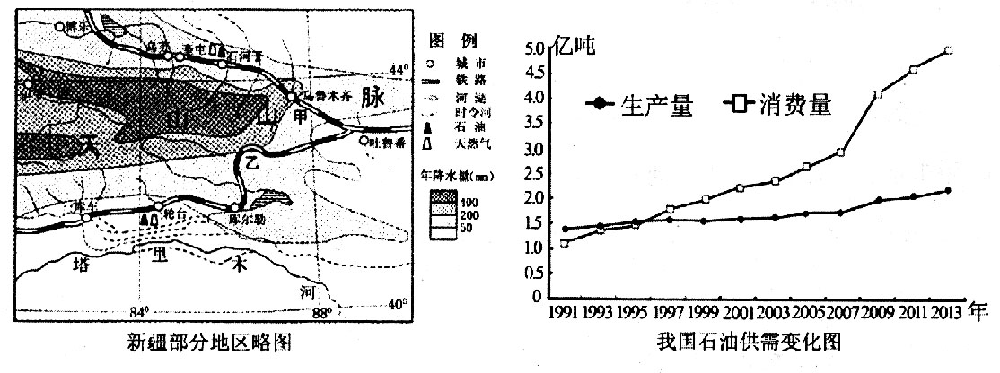 博乐
乌苏
奎屯
石河子
44°
乌鲁木齐
脉
山
山
甲
天
吐鲁番
乙
库车
轮台
库尔勒
塔
里
木
河
40°
84°
88°
图 例
城 市
铁 路
河 湖
时令河
石 油
天然气
年降水量(mm)
400
200
50
新疆部分地区略图
亿吨
5.0
4.5
4.0
3.5
3.0
2.5
2.0
1.5
1.0
0.5
0
生产量 消费量
1991 1993 1995 1997 1999 2001 2003 2005 2007 2009 2011 2013 年
我国石油供需变化图